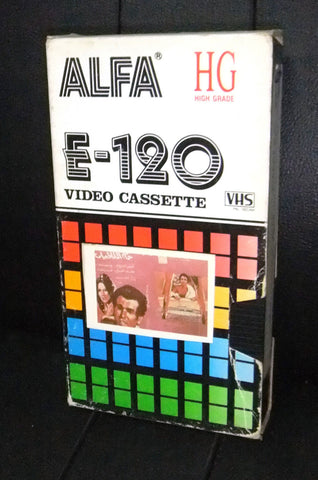 ALFA®
HG
HIGH GRADE
E-120
VIDEO CASSETTE
VHS